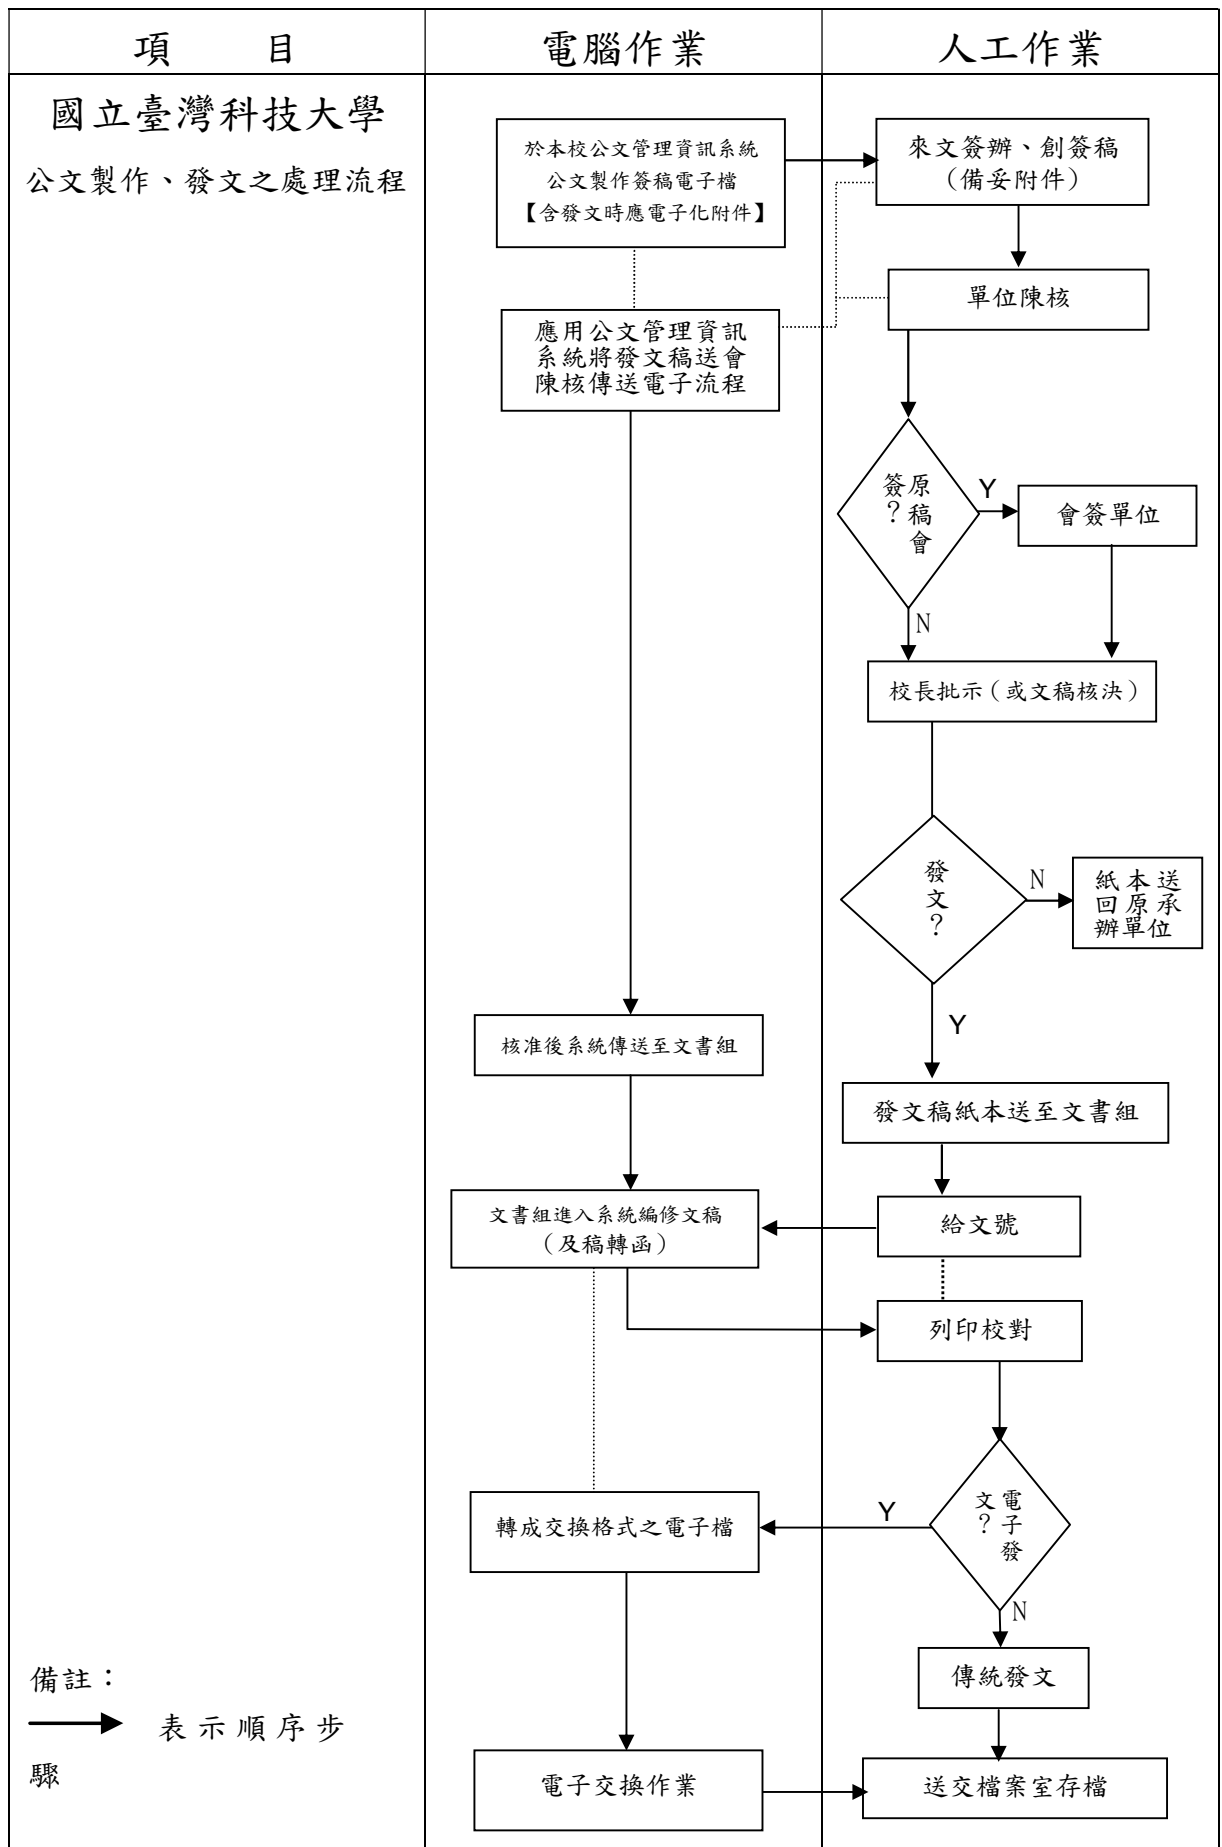 項 目
電腦作業
人工作業
國立臺灣科技大學
公文製作、發文之處理流程
於本校公文管理資訊系統
公文製作簽稿電子檔
【含發文時應電子化附件】
來文簽辦、創簽稿
（備妥附件）
單位陳核
應用公文管理資訊
系統將發文稿送會
陳核傳送電子流程
原稿會
簽？
Y
會簽單位
N
校長批示（或文稿核決）
發文？
N
紙本送
回原承
辦單位
Y
核准後系統傳送至文書組
發文稿紙本送至文書組
文書組進入系統編修文稿
（及稿轉函）
給文號
列印校對
電子發
文？
Y
轉成交換格式之電子檔
N
傳統發文
備註：
表示順序步
驟
電子交換作業
送交檔案室存檔